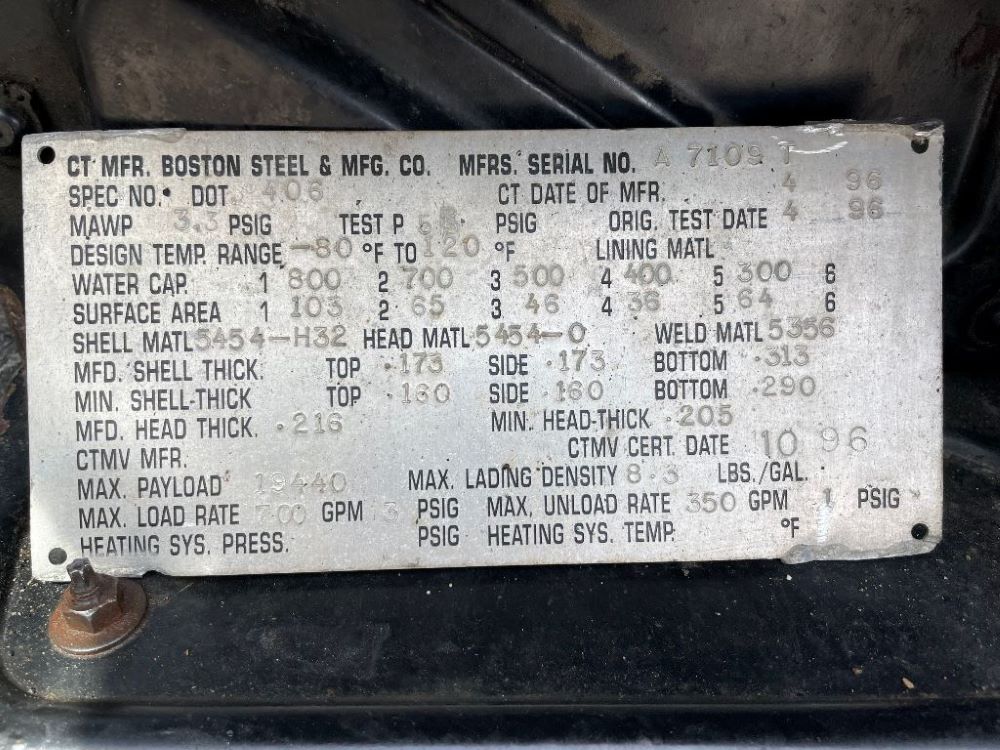 CT MFR. BOSTON STEEL & MFG. CO. MFRS. SERIAL NO. A 7109 T
SPEC NO. DOT 406 CT DATE OF MFR. 4 96
MAWP 3.3 PSIG TEST P PSIG ORIG. TEST DATE 4 96
DESIGN TEMP. RANGE -80 °F TO 120 °F LINING MATL
WATER CAP. 1 800 2 700 3 500 4 400 5 300 6
SURFACE AREA 1 103 2 65 3 46 4 36 5 64 6
SHELL MATL 5454-H32 HEAD MATL 5454-0 WELD MATL 5356
MFD. SHELL THICK. TOP .173 SIDE .173 BOTTOM .313
MIN. SHELL-THICK TOP .160 SIDE .160 BOTTOM .290
MFD. HEAD THICK. .216 MIN. HEAD-THICK .205
CTMV MFR. CTMV CERT. DATE 10 96
MAX. PAYLOAD 19440 MAX. LADING DENSITY 8.3 LBS./GAL.
MAX. LOAD RATE 700 GPM 3 PSIG MAX. UNLOAD RATE 350 GPM PSIG
HEATING SYS. PRESS. PSIG HEATING SYS. TEMP. °F